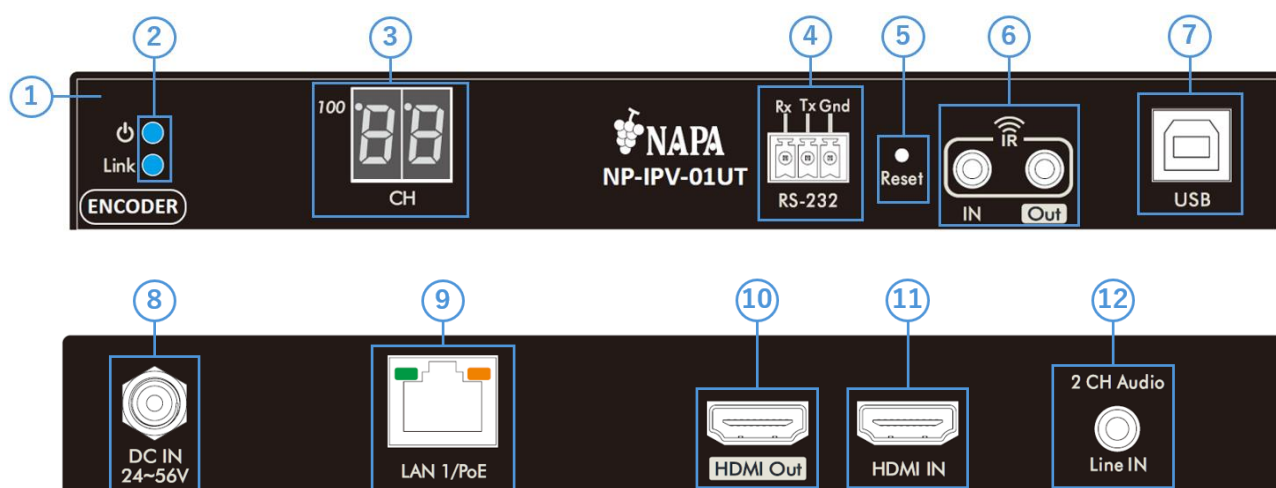 1
2
3
4
5
6
7
100
Link
ENCODER
CH
NAPA
NP-IPV-01UT
Rx Tx Gnd
RS-232
Reset
IR
IN Out
USB
8
9
10
11
12
DC IN
24~56V
LAN 1/PoE
HDMI Out
HDMI IN
2 CH Audio
Line IN